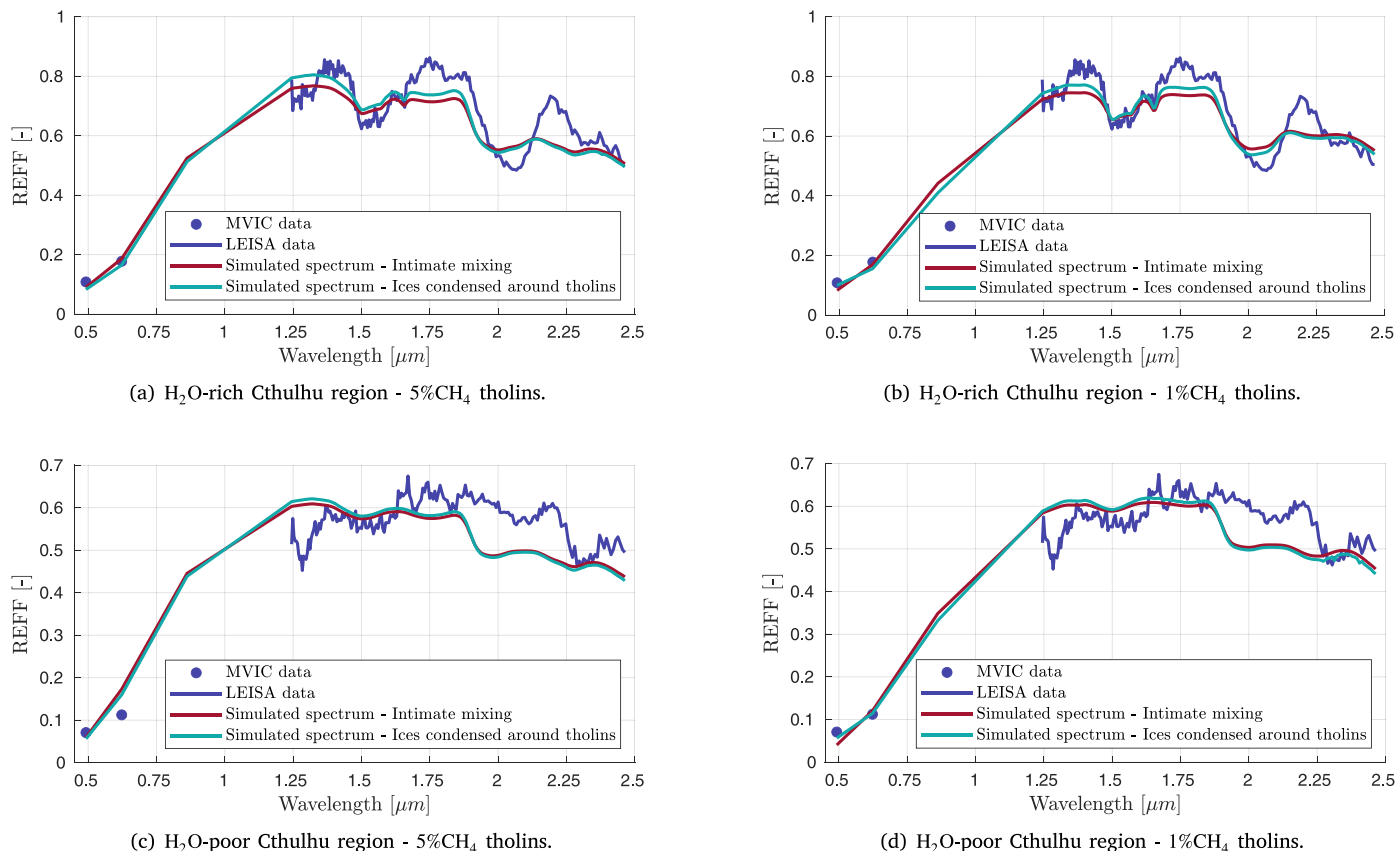 1
0.8
0.6
0.4
0.2
0
REFF [-]
MVIC data
LEISA data
Simulated spectrum - Intimate mixing
Simulated spectrum - Ices condensed around tholins
0.5 0.75 1 1.25 1.5 1.75 2 2.25 2.5
Wavelength [μm]
(a) H₂O-rich Cthulhu region - 5%CH₄ tholins.
1
0.8
0.6
0.4
0.2
0
REFF [-]
MVIC data
LEISA data
Simulated spectrum - Intimate mixing
Simulated spectrum - Ices condensed around tholins
0.5 0.75 1 1.25 1.5 1.75 2 2.25 2.5
Wavelength [μm]
(b) H₂O-rich Cthulhu region - 1%CH₄ tholins.
0.7
0.6
0.5
0.4
0.3
0.2
0.1
0
REFF [-]
MVIC data
LEISA data
Simulated spectrum - Intimate mixing
Simulated spectrum - Ices condensed around tholins
0.5 0.75 1 1.25 1.5 1.75 2 2.25 2.5
Wavelength [μm]
(c) H₂O-poor Cthulhu region - 5%CH₄ tholins.
0.7
0.6
0.5
0.4
0.3
0.2
0.1
0
REFF [-]
MVIC data
LEISA data
Simulated spectrum - Intimate mixing
Simulated spectrum - Ices condensed around tholins
0.5 0.75 1 1.25 1.5 1.75 2 2.25 2.5
Wavelength [μm]
(d) H₂O-poor Cthulhu region - 1%CH₄ tholins.